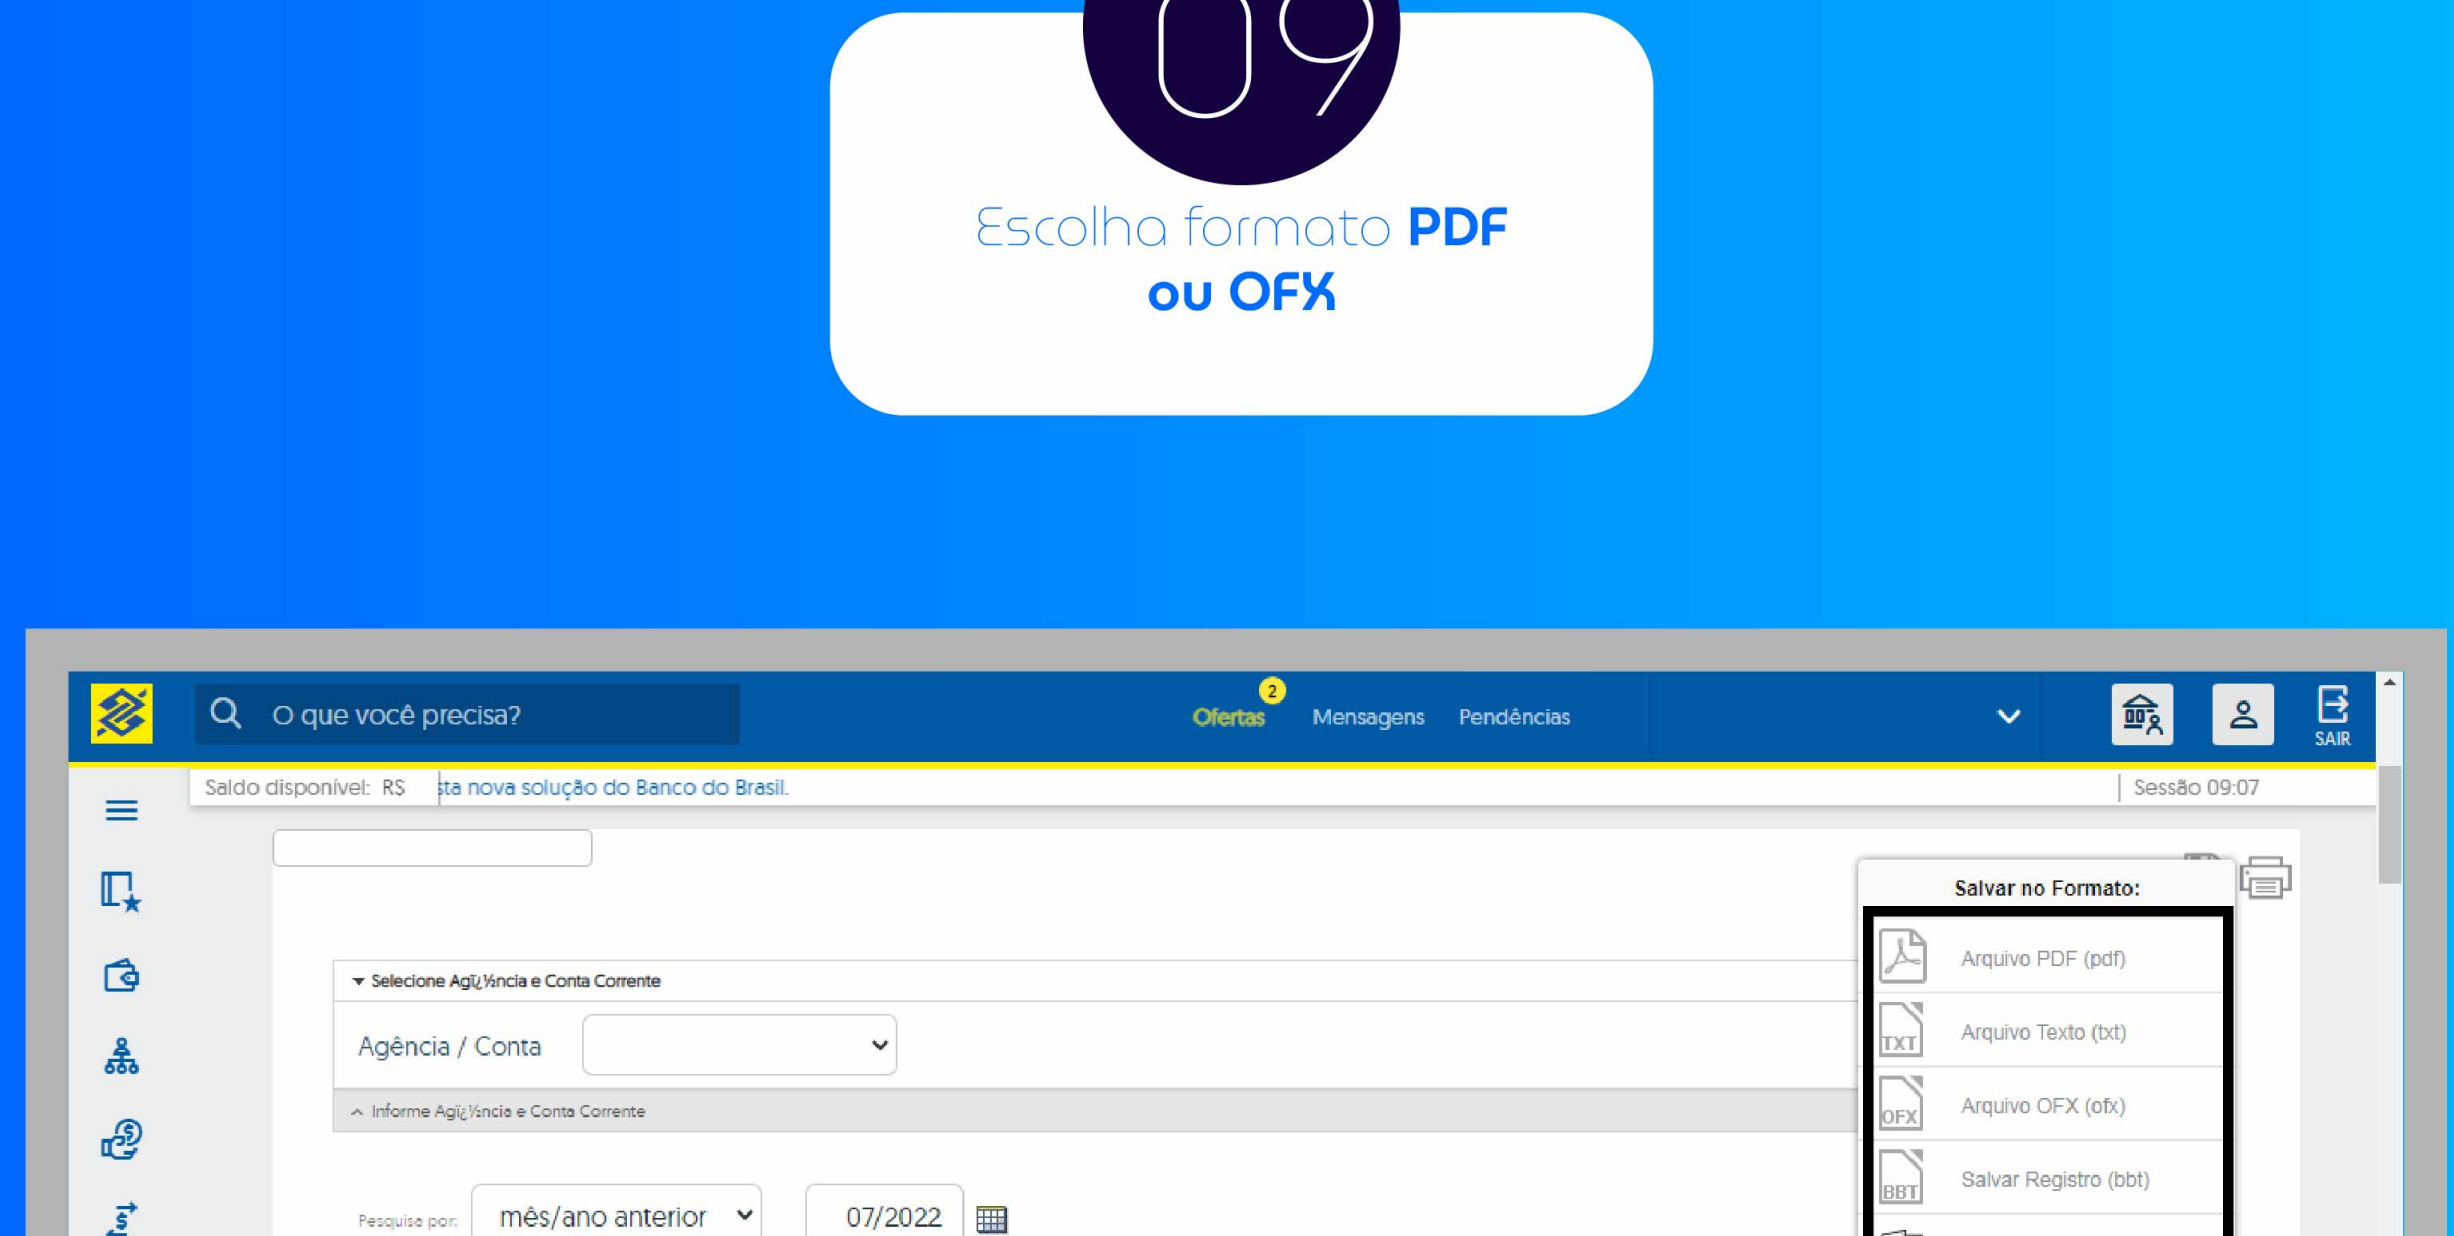 09
Escolha formato PDF
ou OFX
O que você precisa?
2
Ofertas Mensagens Pendências
SAIR
Saldo disponível: R$ sta nova solução do Banco do Brasil.
Sessão 09:07
Salvar no Formato:
Arquivo PDF (pdf)
Selecione Agï¿½ncia e Conta Corrente
TXT Arquivo Texto (txt)
Agência / Conta
OFX Arquivo OFX (ofx)
Informe Agï¿½ncia e Conta Corrente
BBT Salvar Registro (bbt)
Pesquisa por: mês/ano anterior 07/2022